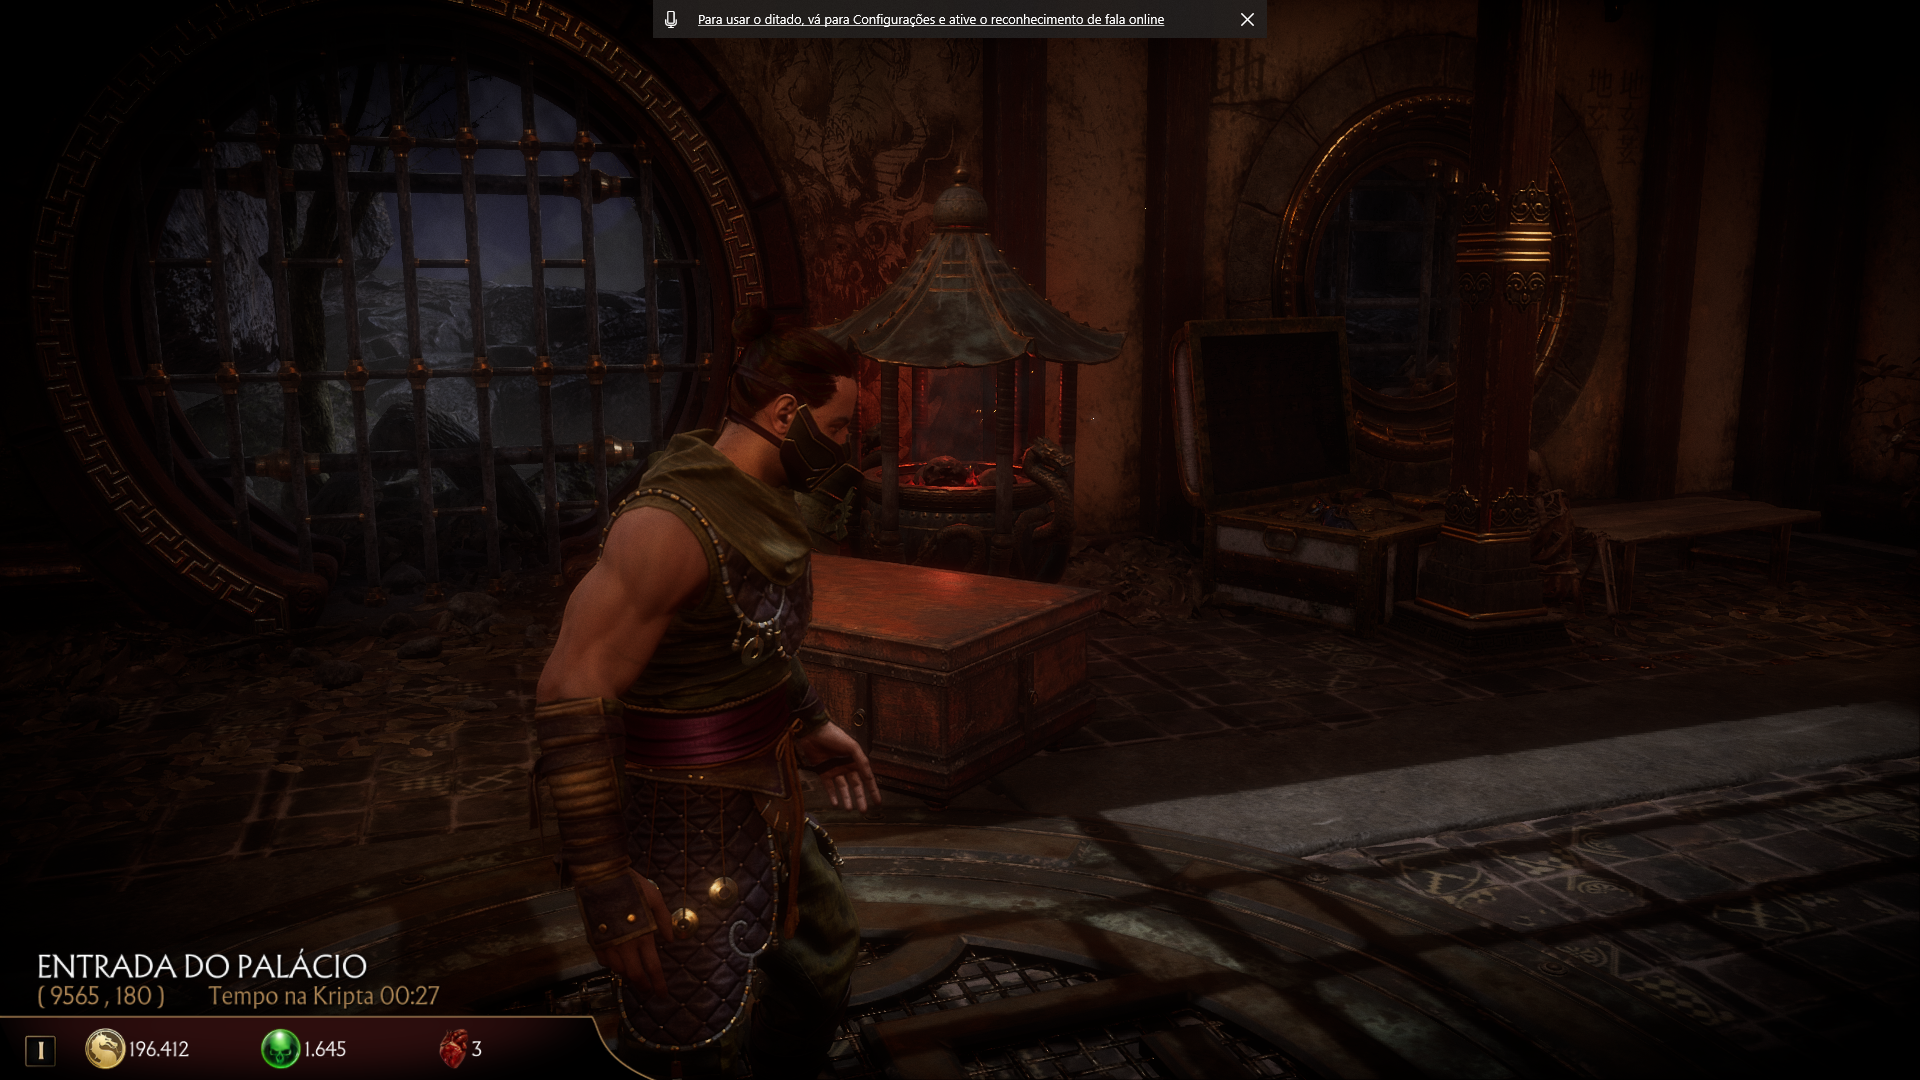 Para usar o ditado, vá para Configurações e ative o reconhecimento de fala online
ENTRADA DO PALÁCIO
( 9565 , 180 ) Tempo na Kripta 00:27
I 196.412 1.645 3